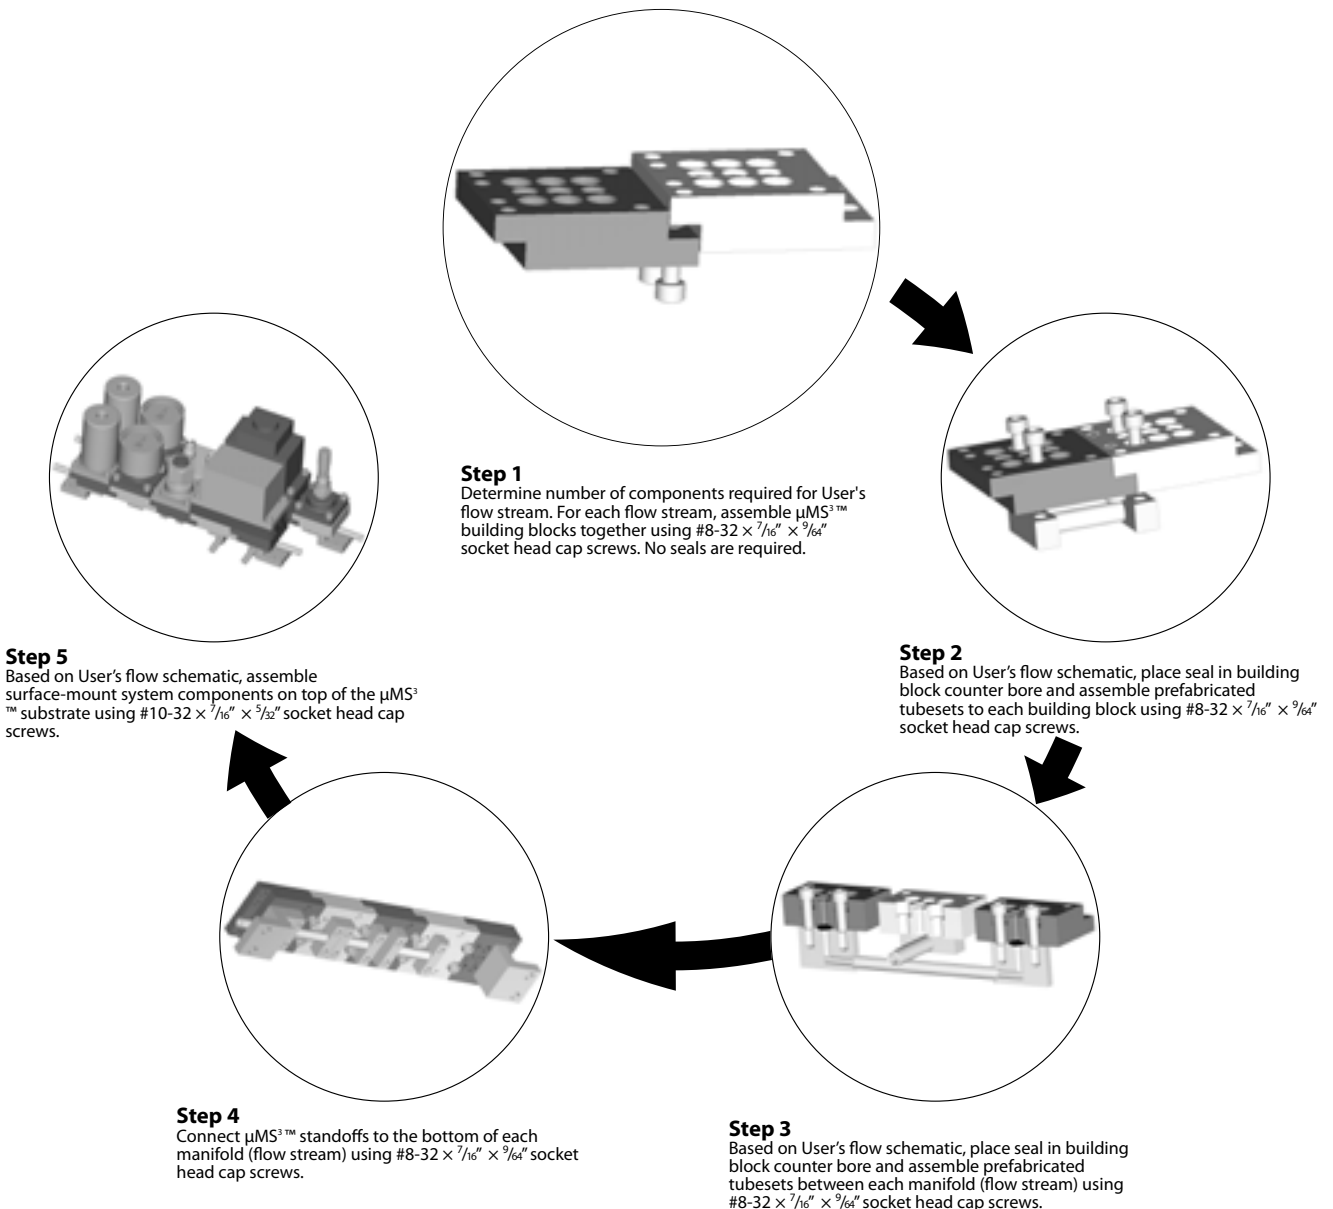 Step 1
Determine number of components required for User's
flow stream. For each flow stream, assemble µMS³™
building blocks together using #8-32 × 7/16” × 9/64”
socket head cap screws. No seals are required.
Step 2
Based on User’s flow schematic, place seal in building
block counter bore and assemble prefabricated
tubesets to each building block using #8-32 × 7/16” × 9/64”
socket head cap screws.
Step 3
Based on User’s flow schematic, place seal in building
block counter bore and assemble prefabricated
tubesets between each manifold (flow stream) using
#8-32 × 7/16” × 9/64” socket head cap screws.
Step 4
Connect µMS³™ standoffs to the bottom of each
manifold (flow stream) using #8-32 × 7/16” × 9/64” socket
head cap screws.
Step 5
Based on User’s flow schematic, assemble
surface-mount system components on top of the µMS³
™ substrate using #10-32 × 7/16” × 5/32” socket head cap
screws.